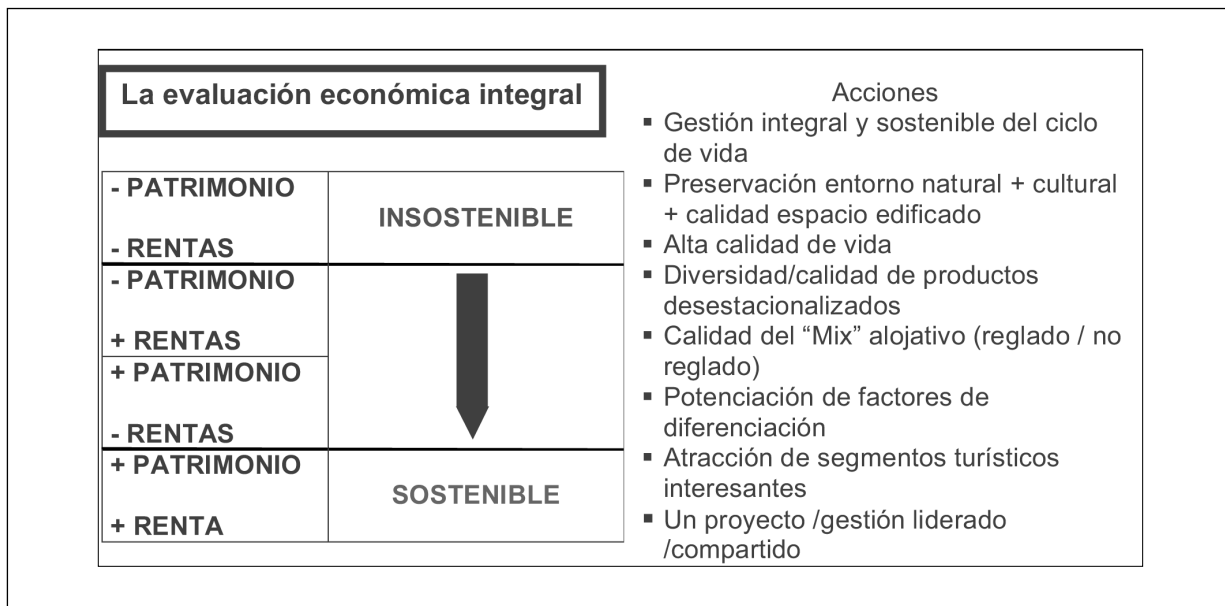 La evaluación económica integral
- PATRIMONIO
- RENTAS
INSOSTENIBLE
- PATRIMONIO
+ RENTAS
+ PATRIMONIO
- RENTAS
+ PATRIMONIO
+ RENTA
SOSTENIBLE
Acciones
▪ Gestión integral y sostenible del ciclo
de vida
▪ Preservación entorno natural + cultural
+ calidad espacio edificado
▪ Alta calidad de vida
▪ Diversidad/calidad de productos
desestacionalizados
▪ Calidad del “Mix” alojativo (reglado / no
reglado)
▪ Potenciación de factores de
diferenciación
▪ Atracción de segmentos turísticos
interesantes
▪ Un proyecto /gestión liderado
/compartido